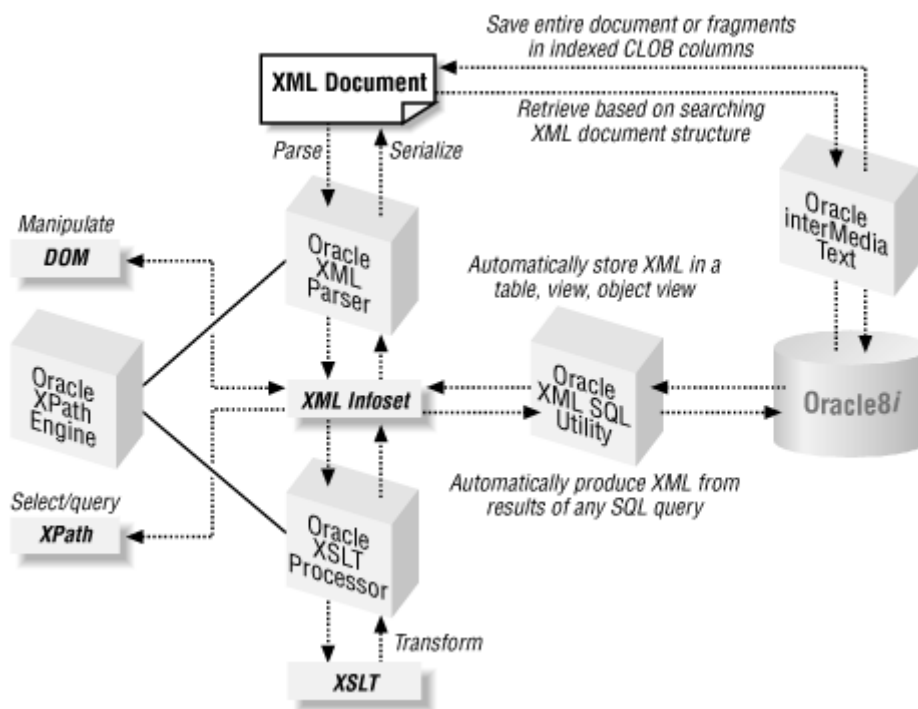 Save entire document or fragments
in indexed CLOB columns
XML Document
Retrieve based on searching
XML document structure
Parse
Serialize
Oracle
interMedia
Text
Manipulate
DOM
Oracle
XML
Parser
Automatically store XML in a
table, view, object view
Oracle
XPath
Engine
XML Infoset
Oracle
XML SQL
Utility
Oracle8i
Select/query
XPath
Automatically produce XML from
results of any SQL query
Oracle
XSLT
Processor
Transform
XSLT